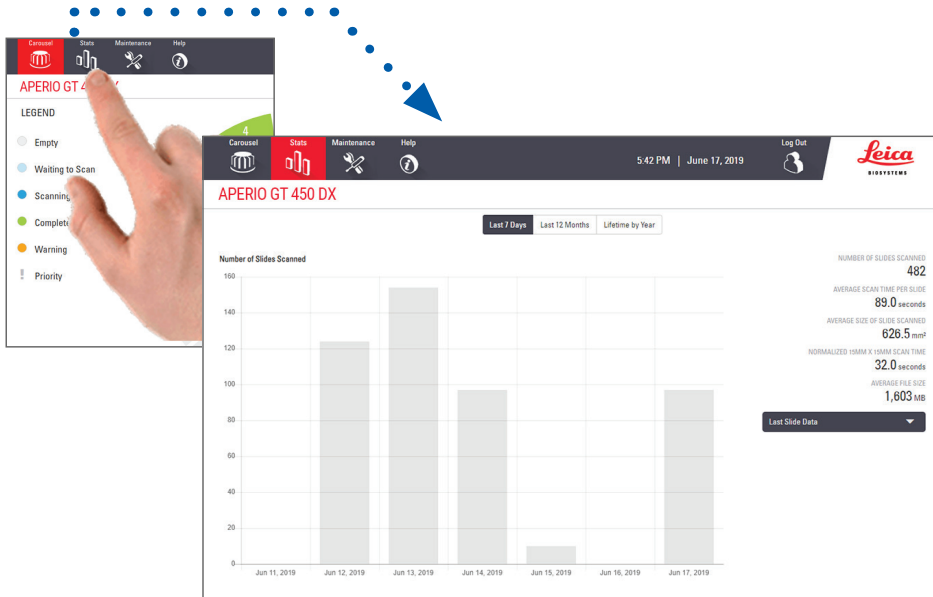 Carousel
Stats
Maintenance
Help
APERIO GT 4
LEGEND
Empty
Waiting to Scan
Scanning
Complete
Warning
! Priority
4
Carousel
Stats
Maintenance
Help
5:42 PM | June 17, 2019
Log Out
Leica
BIOSYSTEMS
APERIO GT 450 DX
Last 7 Days
Last 12 Months
Lifetime by Year
Number of Slides Scanned
160
140
120
100
80
60
40
20
0
Jun 11, 2019
Jun 12, 2019
Jun 13, 2019
Jun 14, 2019
Jun 15, 2019
Jun 16, 2019
Jun 17, 2019
NUMBER OF SLIDES SCANNED
482
AVERAGE SCAN TIME PER SLIDE
89.0 seconds
AVERAGE SIZE OF SLIDE SCANNED
626.5 mm²
NORMALIZED 15MM X 15MM SCAN TIME
32.0 seconds
AVERAGE FILE SIZE
1,603 MB
Last Slide Data